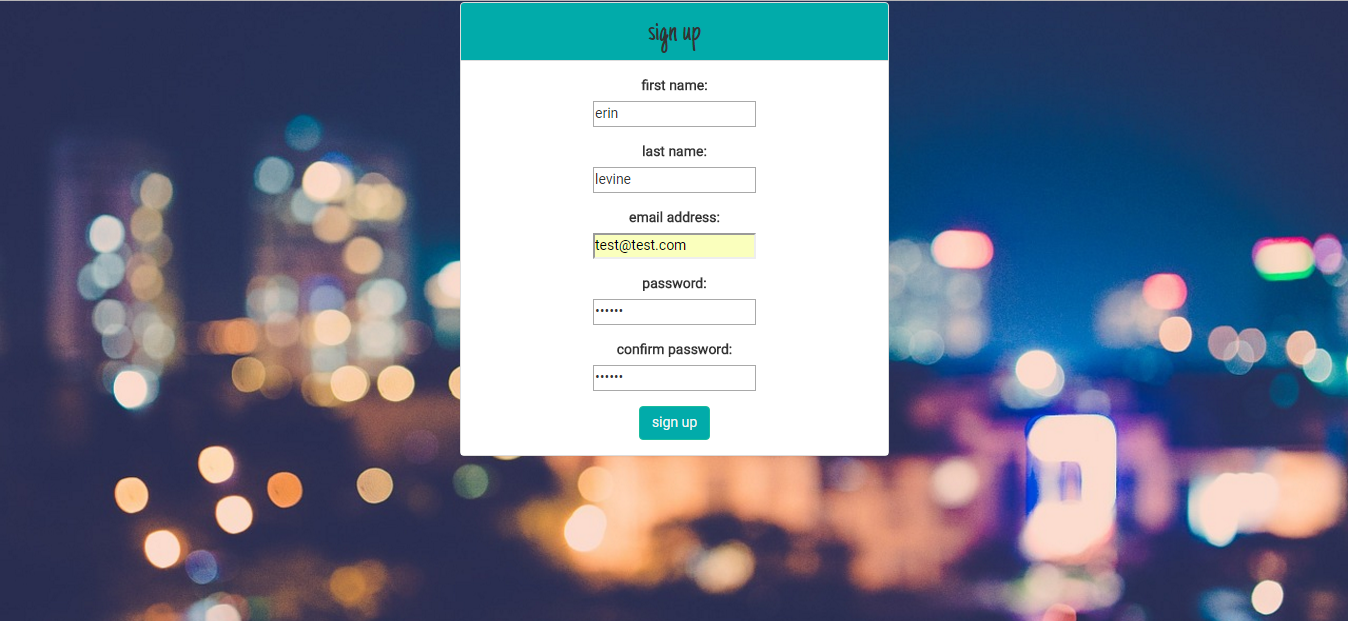 sign up
first name:
erin
last name:
levine
email address:
test@test.com
password:
••••••
confirm password:
••••••
sign up